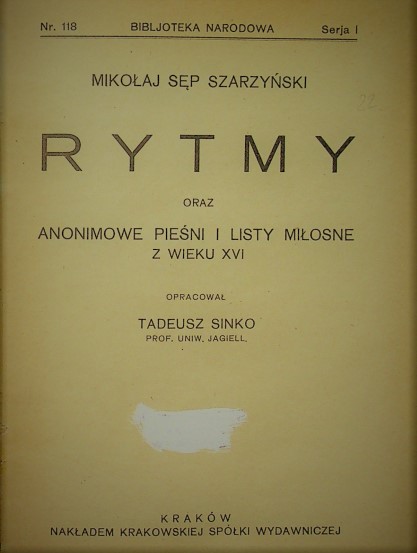 Nr. 118 BIBLJOTEKA NARODOWA Serja I
MIKOŁAJ SĘP SZARZYŃSKI
RYTMY
ORAZ
ANONIMOWE PIEŚNI I LISTY MIŁOSNE
Z WIEKU XVI
OPRACOWAŁ
TADEUSZ SINKO
PROF. UNIW. JAGIELL.
KRAKÓW
NAKŁADEM KRAKOWSKIEJ SPÓŁKI WYDAWNICZEJ